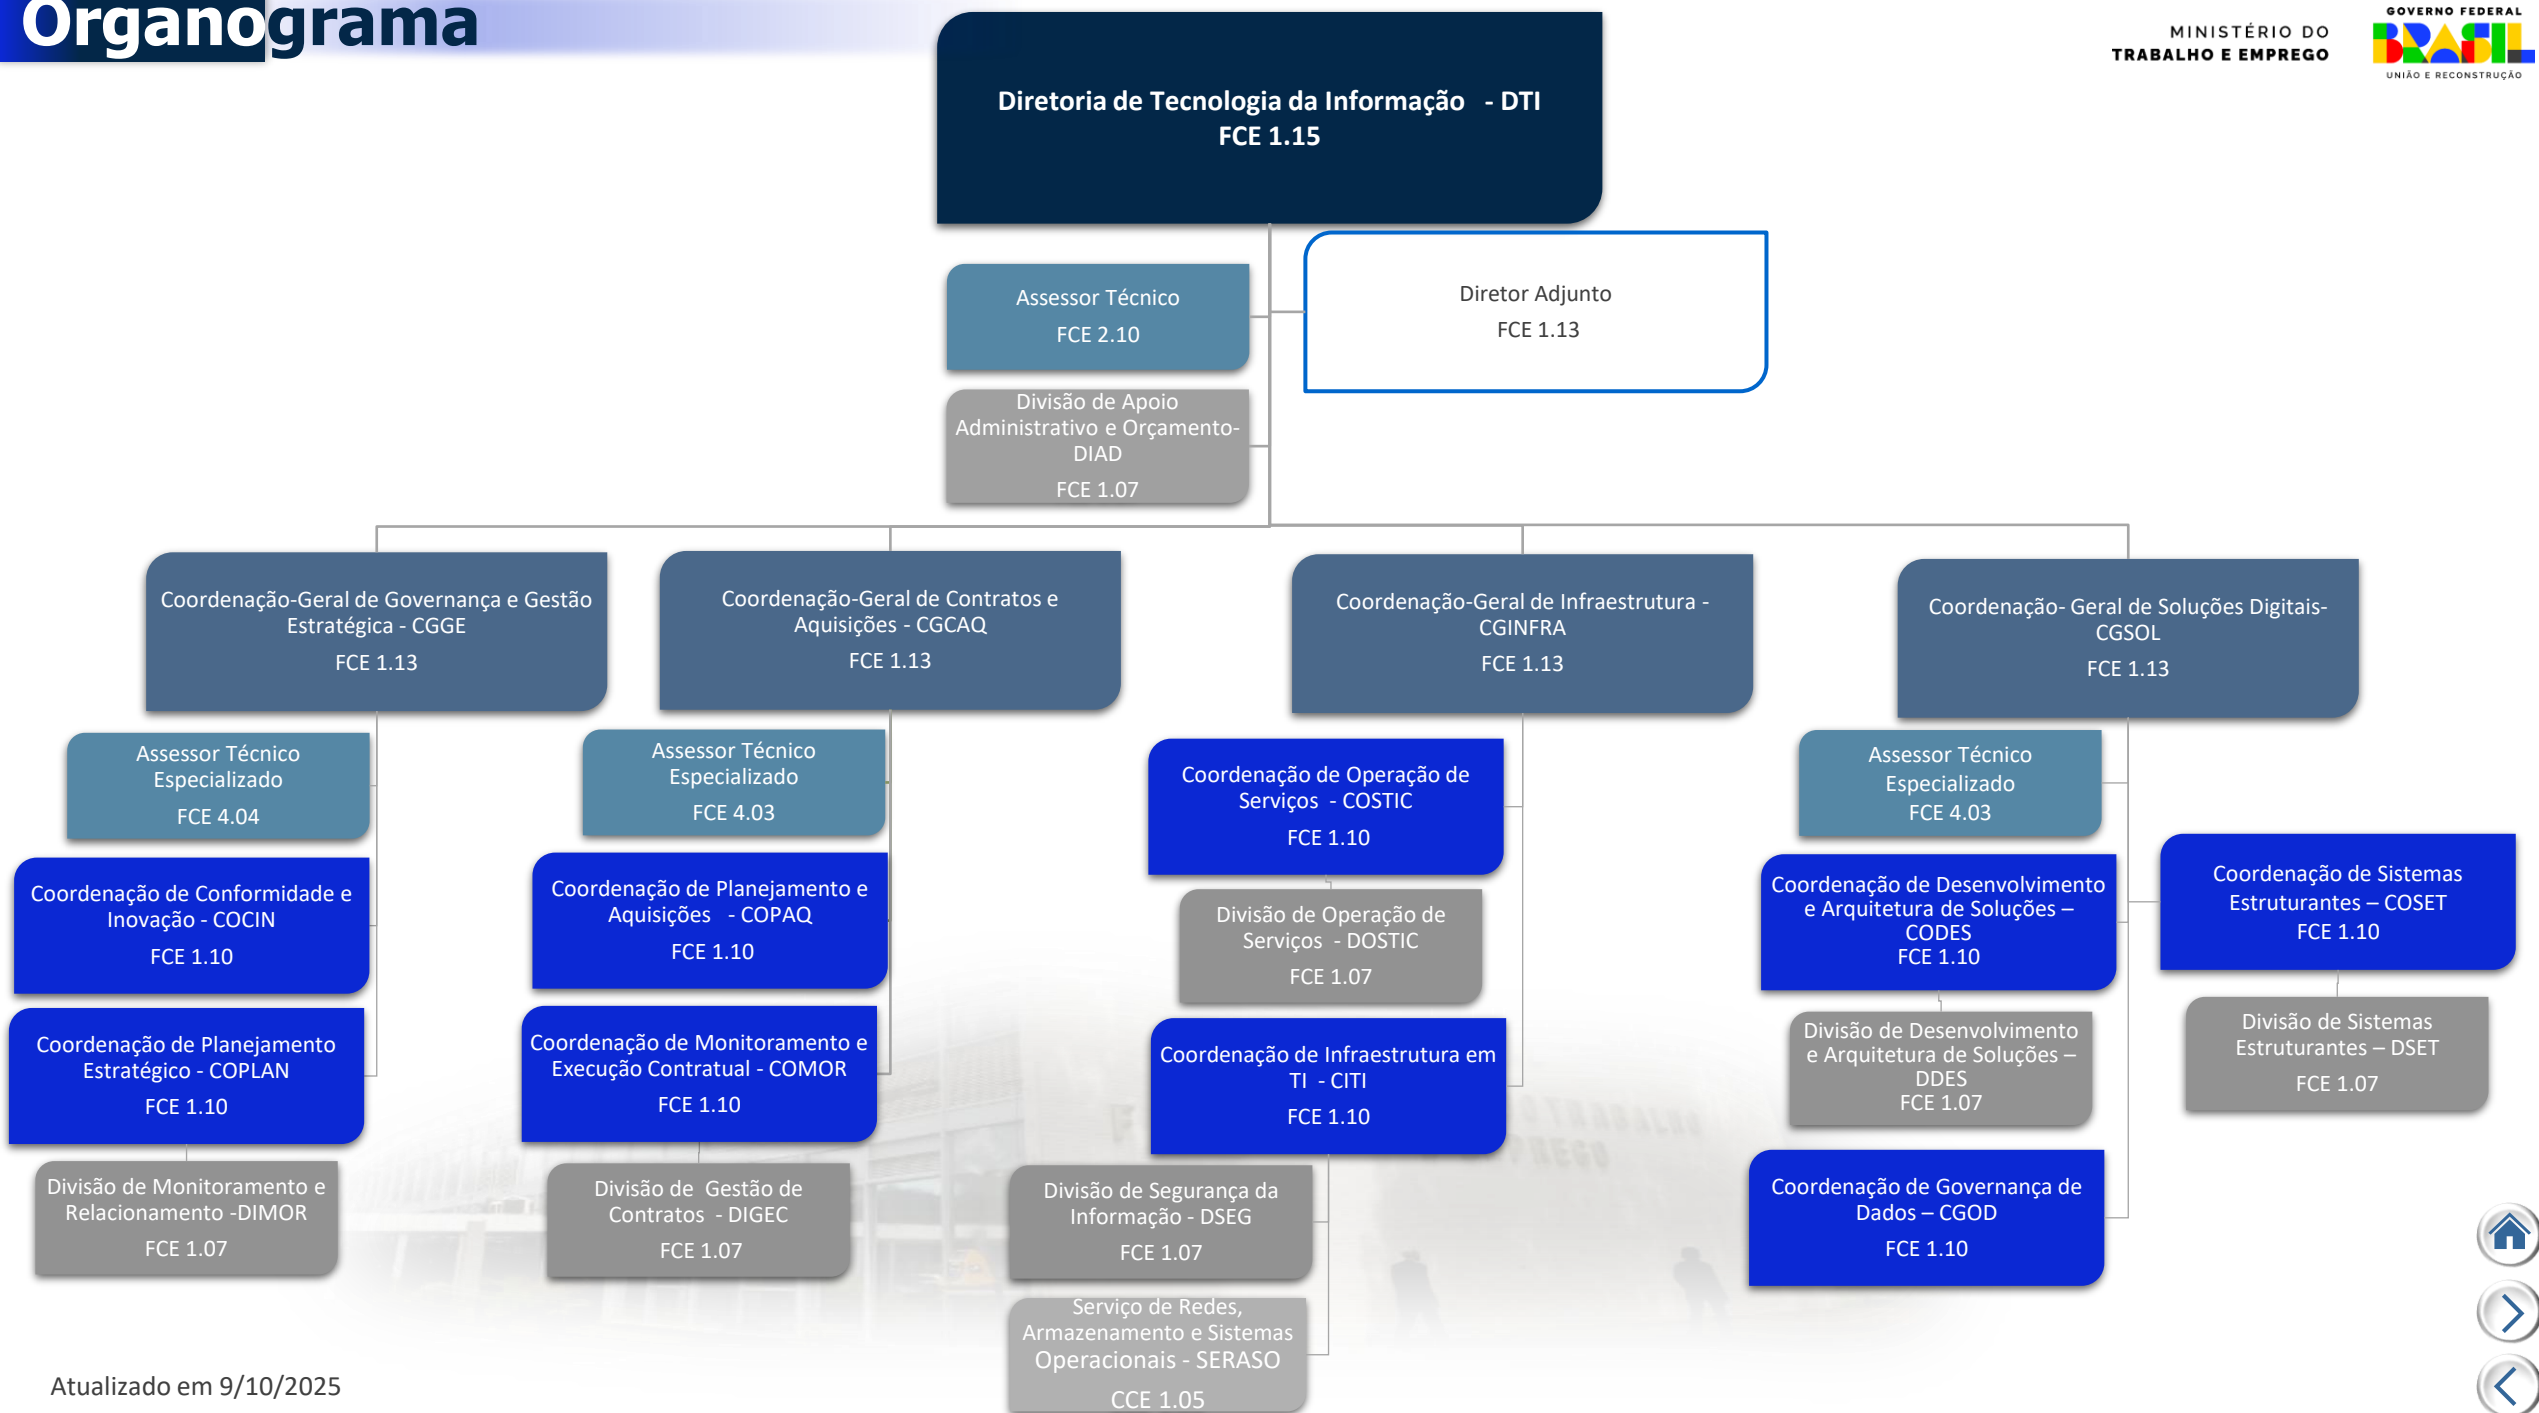 Organograma
MINISTÉRIO DO
TRABALHO E EMPREGO
GOVERNO FEDERAL
BRASIL
UNIÃO E RECONSTRUÇÃO
Diretoria de Tecnologia da Informação - DTI
FCE 1.15
Assessor Técnico
FCE 2.10
Diretor Adjunto
FCE 1.13
Divisão de Apoio
Administrativo e Orçamento-
DIAD
FCE 1.07
Coordenação-Geral de Governança e Gestão
Estratégica - CGGE
FCE 1.13
Assessor Técnico
Especializado
FCE 4.04
Coordenação de Conformidade e
Inovação - COCIN
FCE 1.10
Coordenação de Planejamento
Estratégico - COPLAN
FCE 1.10
Divisão de Monitoramento e
Relacionamento -DIMOR
FCE 1.07
Coordenação-Geral de Contratos e
Aquisições - CGCAQ
FCE 1.13
Assessor Técnico
Especializado
FCE 4.03
Coordenação de Planejamento e
Aquisições - COPAQ
FCE 1.10
Coordenação de Monitoramento e
Execução Contratual - COMOR
FCE 1.10
Divisão de Gestão de
Contratos - DIGEC
FCE 1.07
Coordenação-Geral de Infraestrutura -
CGINFRA
FCE 1.13
Coordenação de Operação de
Serviços - COSTIC
FCE 1.10
Divisão de Operação de
Serviços - DOSTIC
FCE 1.07
Coordenação de Infraestrutura em
TI - CITI
FCE 1.10
Divisão de Segurança da
Informação - DSEG
FCE 1.07
Serviço de Redes,
Armazenamento e Sistemas
Operacionais - SERASO
CCE 1.05
Coordenação- Geral de Soluções Digitais-
CGSOL
FCE 1.13
Assessor Técnico
Especializado
FCE 4.03
Coordenação de Desenvolvimento
e Arquitetura de Soluções –
CODES
FCE 1.10
Divisão de Desenvolvimento
e Arquitetura de Soluções –
DDES
FCE 1.07
Coordenação de Governança de
Dados – CGOD
FCE 1.10
Coordenação de Sistemas
Estruturantes – COSET
FCE 1.10
Divisão de Sistemas
Estruturantes – DSET
FCE 1.07
Atualizado em 9/10/2025